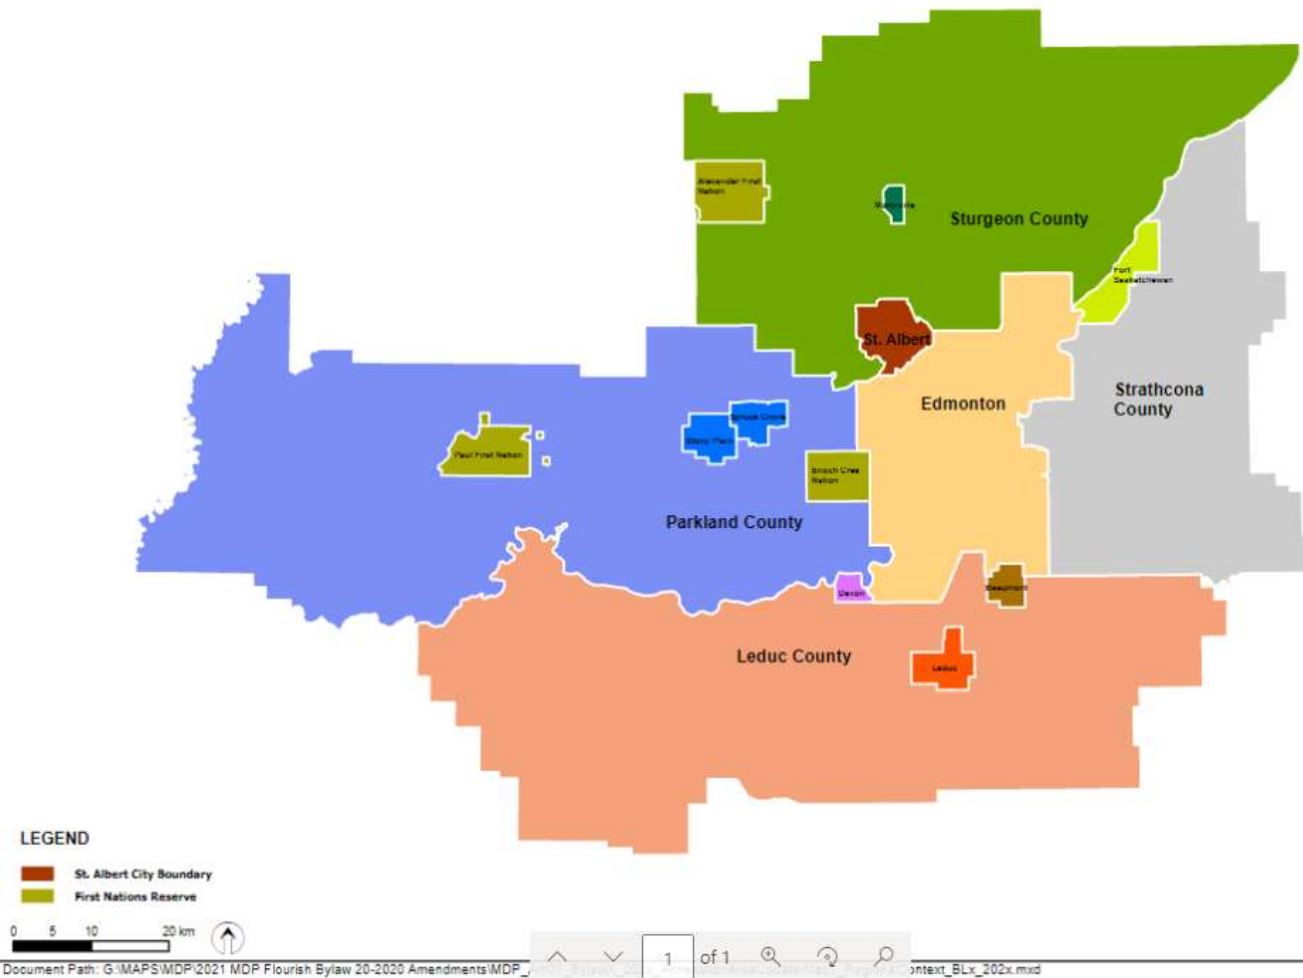 Alexander First
Nation
Morinville
Sturgeon County
Fort
Saskatchewan
St. Albert
Strathcona
County
Edmonton
Spruce Grove
Stony Plain
Paul First Nation
Enoch Cree
Nation
Parkland County
Devon
Beaumont
Leduc County
Leduc
LEGEND
St. Albert City Boundary
First Nations Reserve
0 5 10 20 km
1 of 1
Document Path: G:\MAPS\MDP\2021 MDP Flourish Bylaw 20-2020 Amendments\MDP_